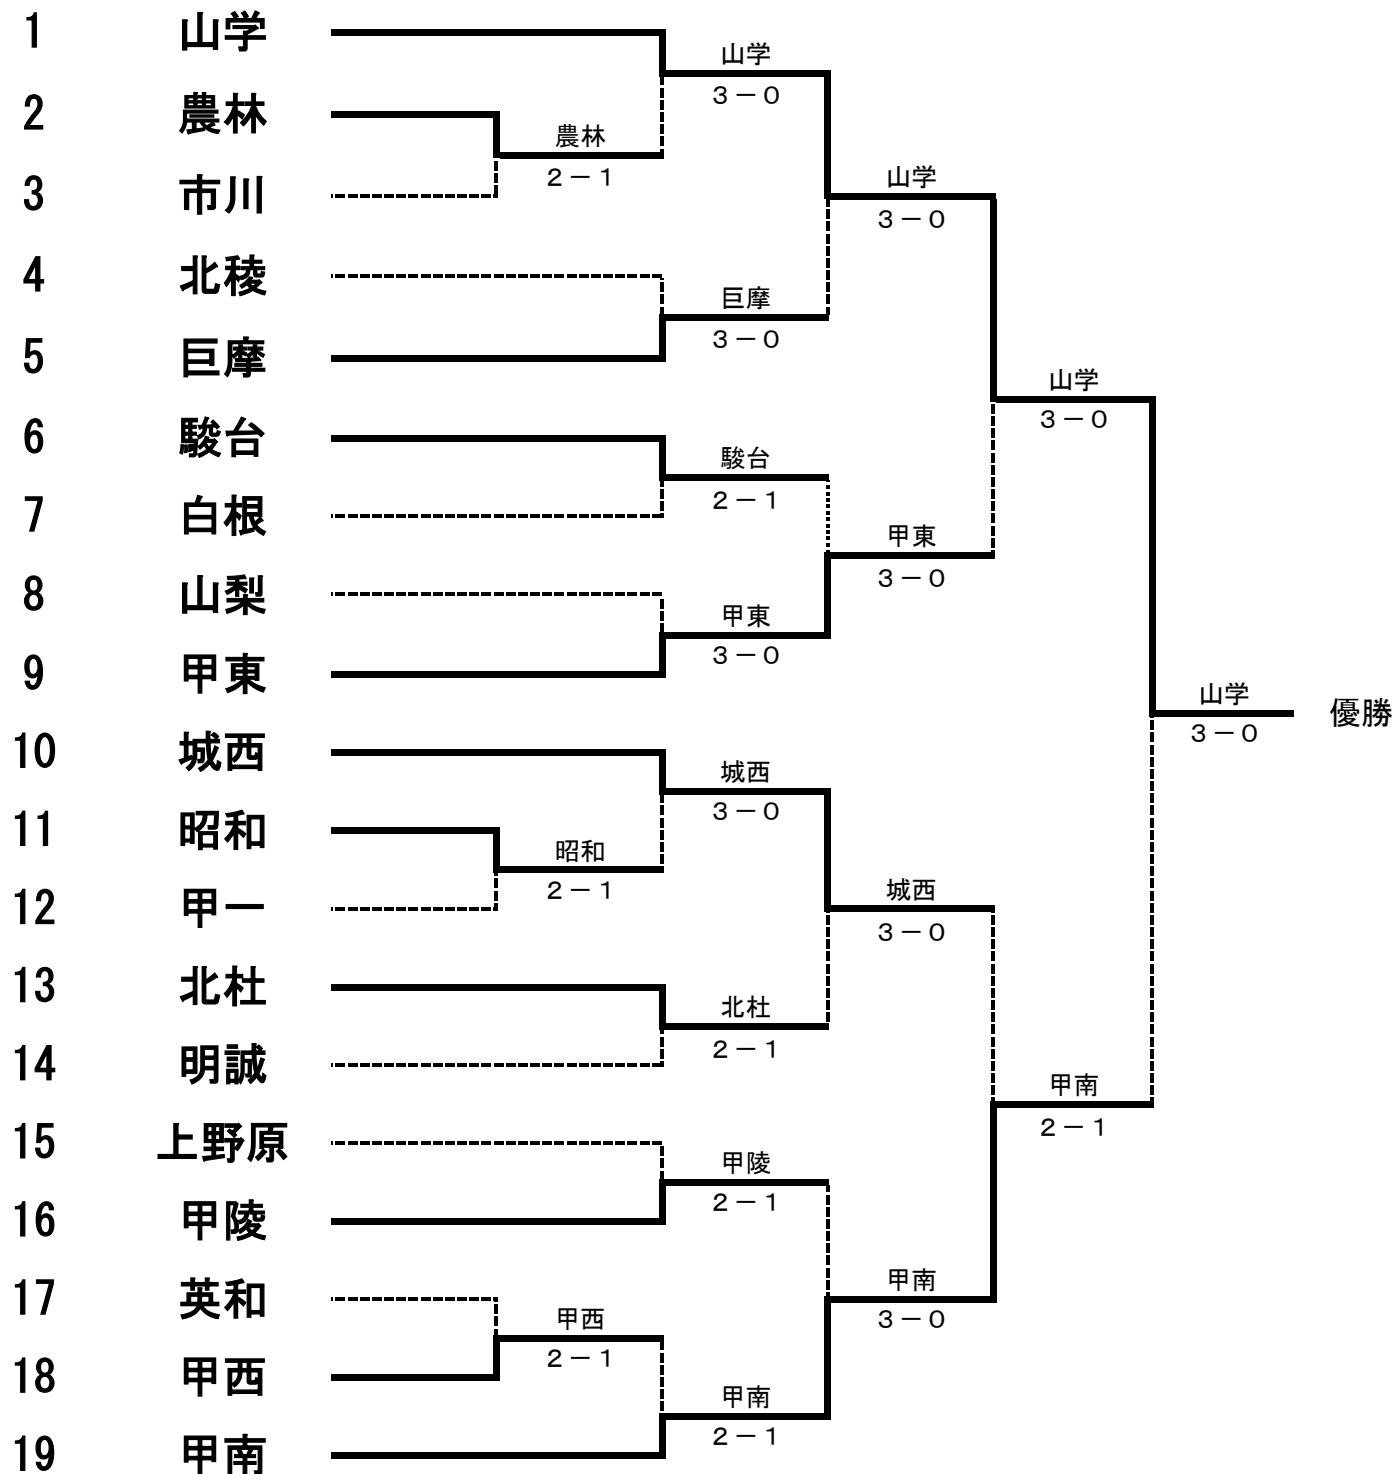 1 山学
山学
3－0
2 農林
農林
2－1
3 市川
山学
3－0
4 北稜
巨摩
3－0
5 巨摩
山学
3－0
6 駿台
駿台
2－1
7 白根
甲東
3－0
8 山梨
甲東
3－0
9 甲東
山学
3－0
優勝
10 城西
城西
3－0
11 昭和
昭和
2－1
12 甲一
城西
3－0
13 北杜
北杜
2－1
14 明誠
甲南
2－1
15 上野原
甲陵
2－1
16 甲陵
甲南
3－0
17 英和
甲西
2－1
18 甲西
甲南
2－1
19 甲南